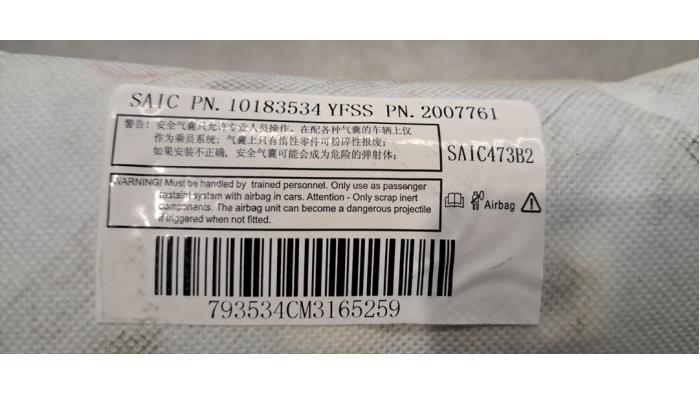 SAIC PN. 10183534 YFSS PN. 2007761
警告! 安全气囊只允许专业人员操作。在配各种气囊的车辆上仅
作为乘员系统; 气囊上只有惰性零件可粉碎性报废;
如果安装不正确, 安全气囊可能会成为危险的弹射体;
SAIC473B2
WARNING! Must be handled by trained personnel. Only use as passenger
restaint system with airbag in cars. Attention - Only scrap inert
components. The airbag unit can become a dangerous projectile
if triggered when not fitted.
Airbag
793534CM3165259